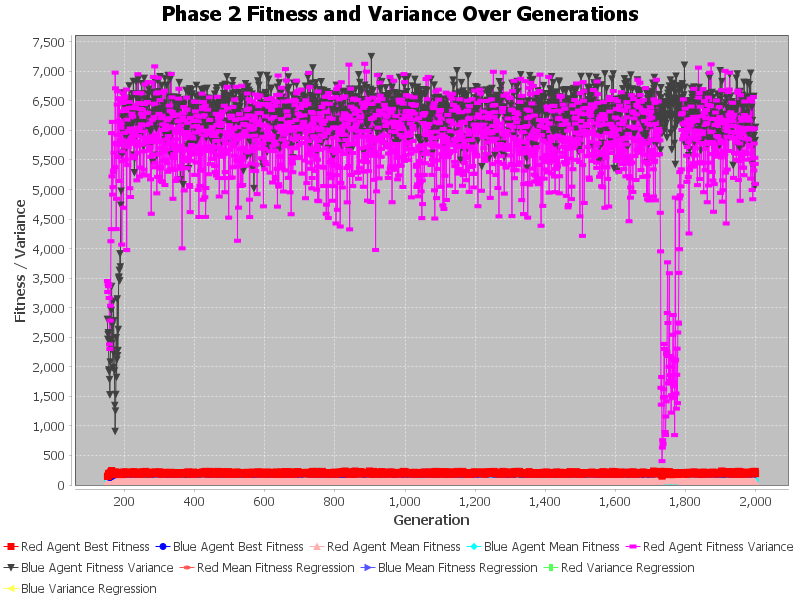 Phase 2 Fitness and Variance Over Generations
7,500
7,000
6,500
6,000
5,500
5,000
4,500
4,000
3,500
3,000
2,500
2,000
1,500
1,000
500
0
Fitness / Variance
200 400 600 800 1,000 1,200 1,400 1,600 1,800 2,000
Generation
Red Agent Best Fitness Blue Agent Best Fitness Red Agent Mean Fitness Blue Agent Mean Fitness Red Agent Fitness Variance
Blue Agent Fitness Variance Red Mean Fitness Regression Blue Mean Fitness Regression Red Variance Regression
Blue Variance Regression